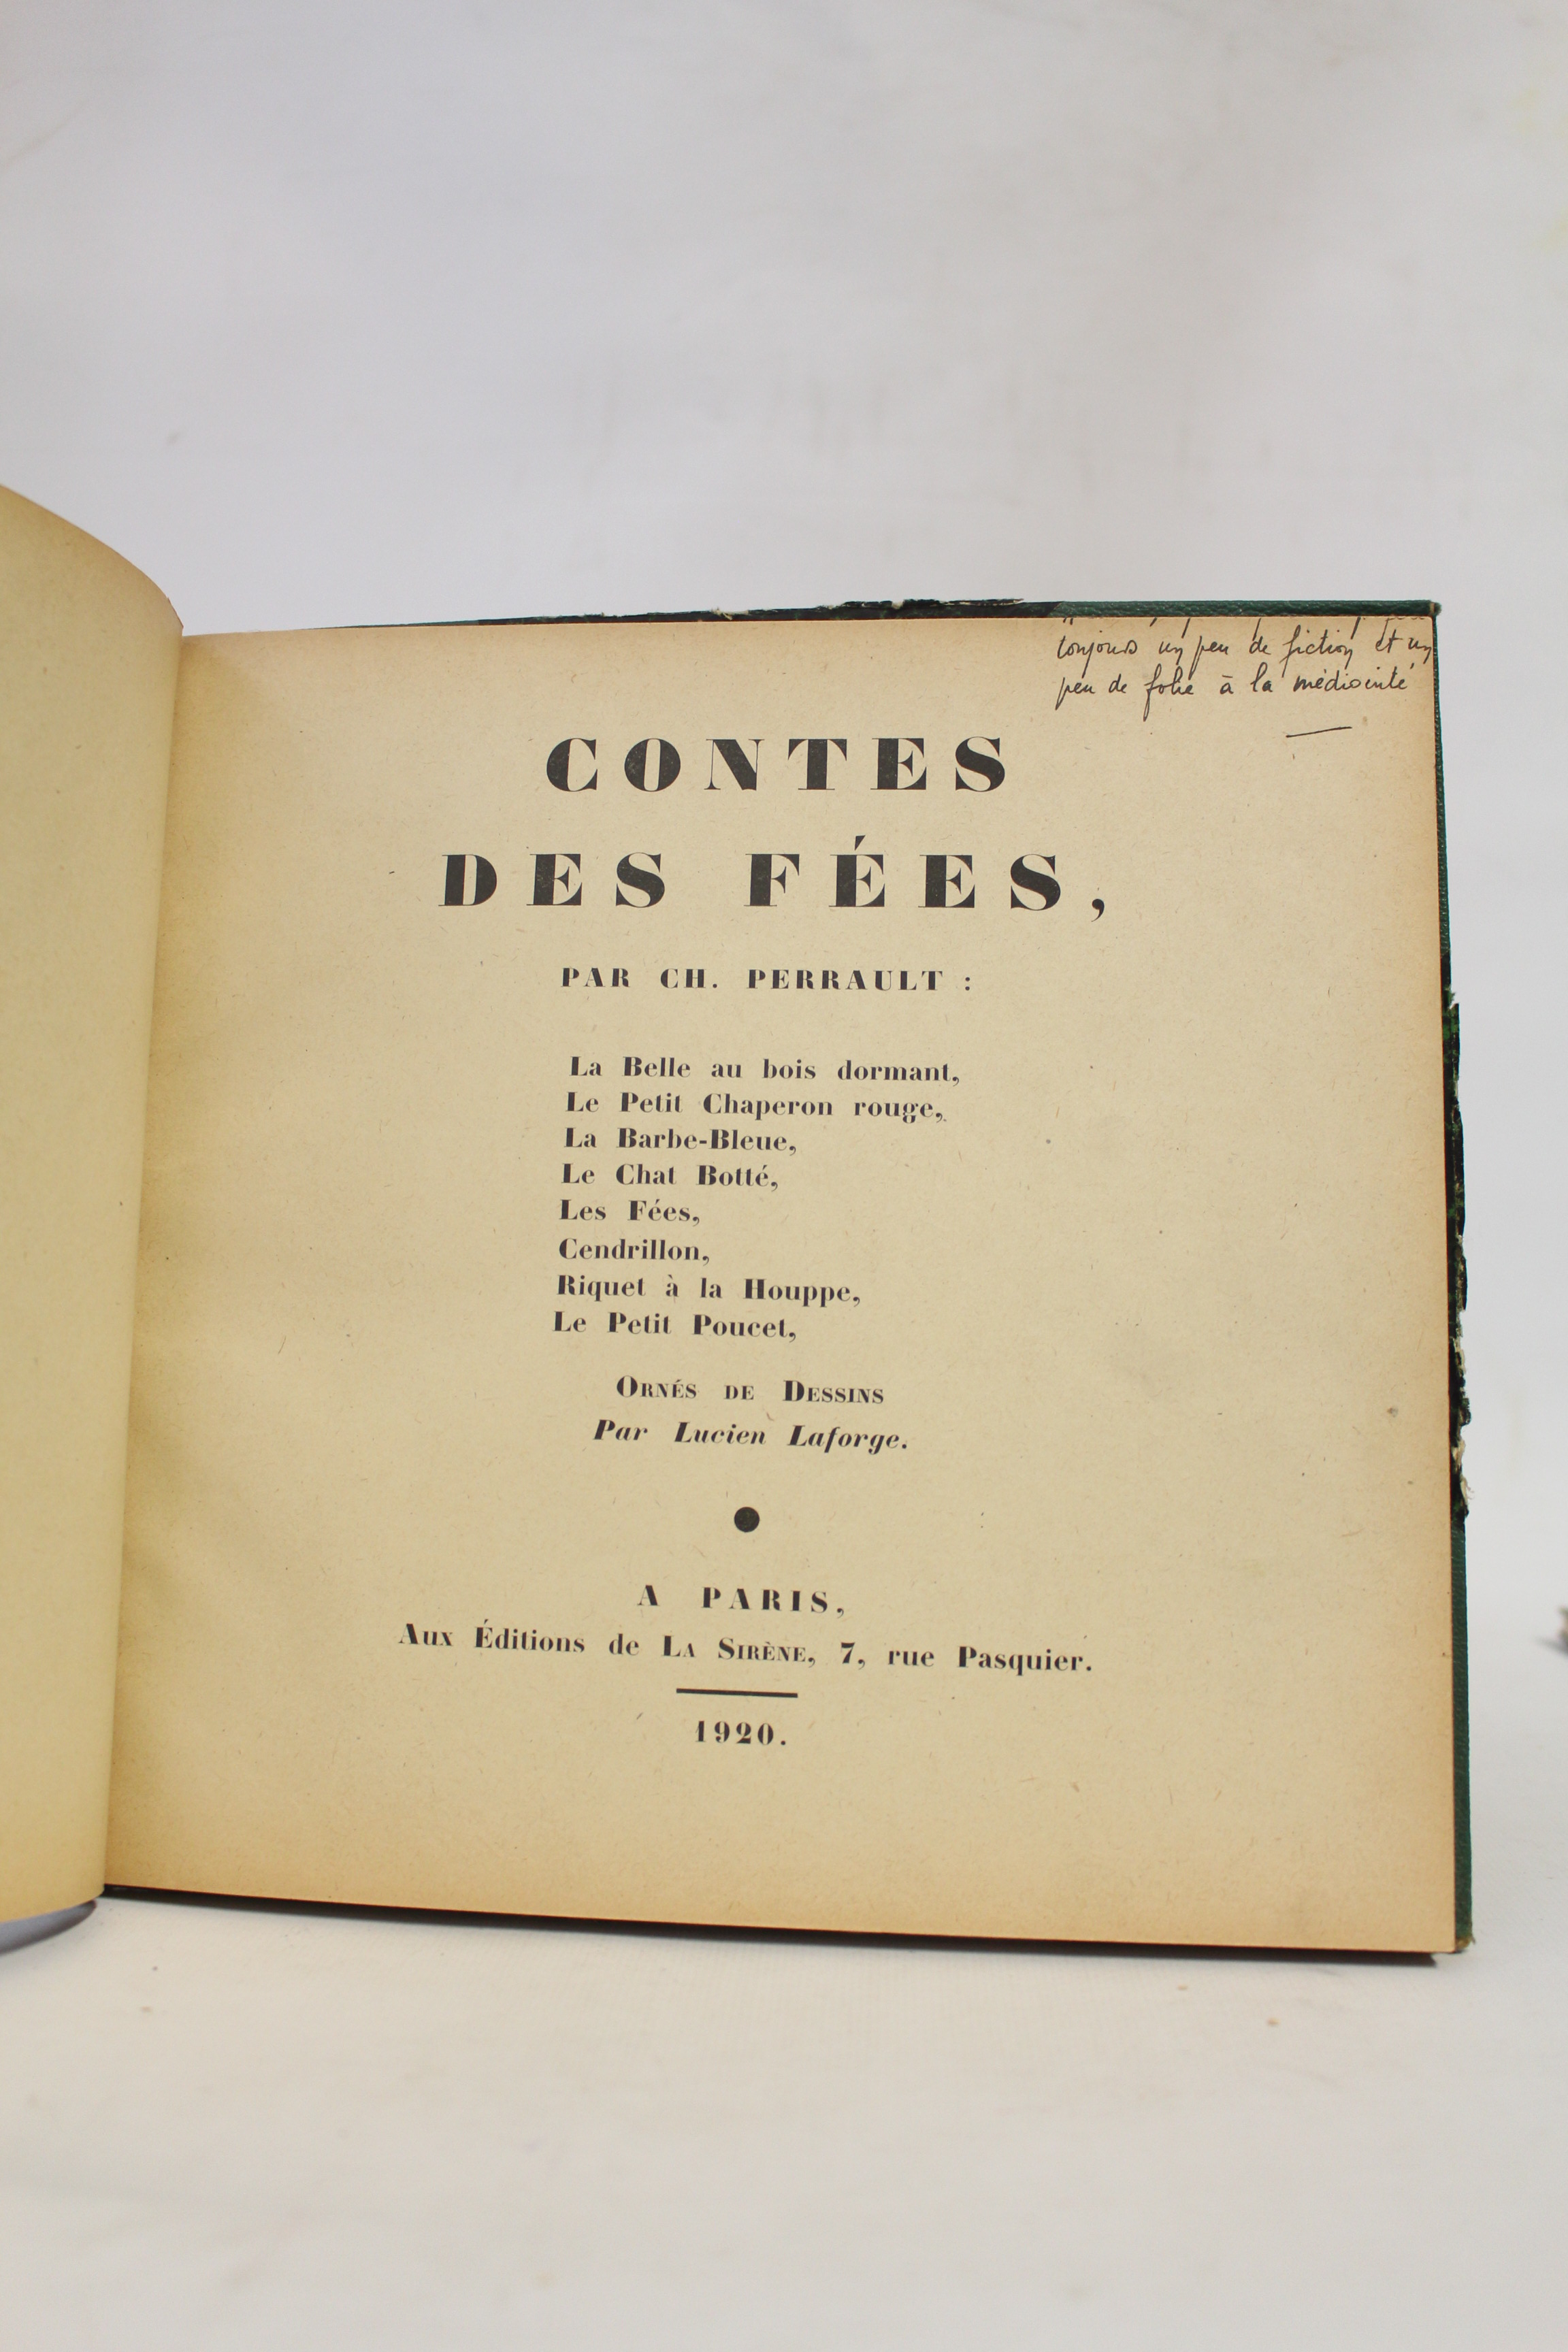 toujours un peu de fiction et un
peu de folie à la médiocrité
CONTES
DES FÉES,
PAR CH. PERRAULT :
La Belle au bois dormant,
Le Petit Chaperon rouge,
La Barbe-Bleue,
Le Chat Botté,
Les Fées,
Cendrillon,
Riquet à la Houppe,
Le Petit Poucet,
ORNÉS DE DESSINS
Par Lucien Laforge.
A PARIS,
Aux Éditions de LA SIRÈNE, 7, rue Pasquier.
1920.